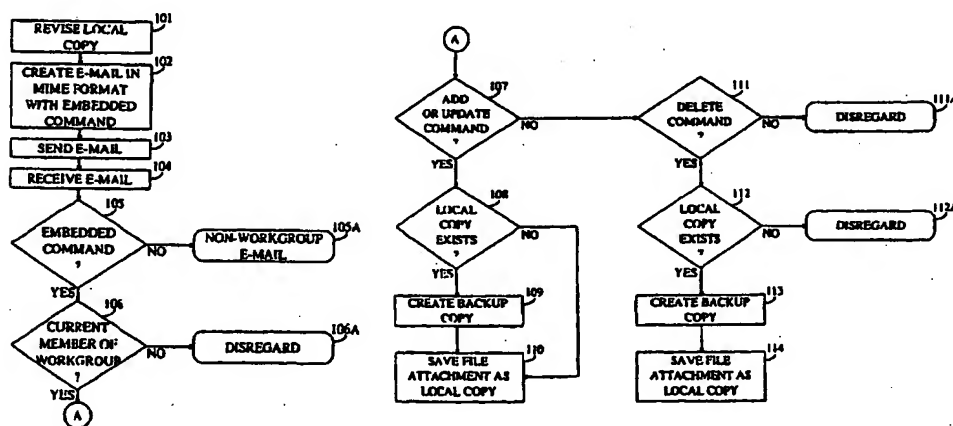 101
REVISE LOCAL
COPY
102
CREATE E-MAIL IN
MIME FORMAT
WITH EMBEDDED
COMMAND
103
SEND E-MAIL
104
RECEIVE E-MAIL
105
EMBEDDED
COMMAND
?
NO
105A
NON-WORKGROUP
E-MAIL
YES
106
CURRENT
MEMBER OF
WORKGROUP
?
NO
106A
DISREGARD
YES
A
A
107
ADD
OR UPDATE
COMMAND
?
NO
YES
108
LOCAL
COPY
EXISTS
?
NO
YES
109
CREATE BACKUP
COPY
110
SAVE FILE
ATTACHMENT AS
LOCAL COPY
111
DELETE
COMMAND
?
NO
111A
DISREGARD
YES
112
LOCAL
COPY
EXISTS
?
NO
112A
DISREGARD
YES
113
CREATE BACKUP
COPY
114
SAVE FILE
ATTACHMENT AS
LOCAL COPY